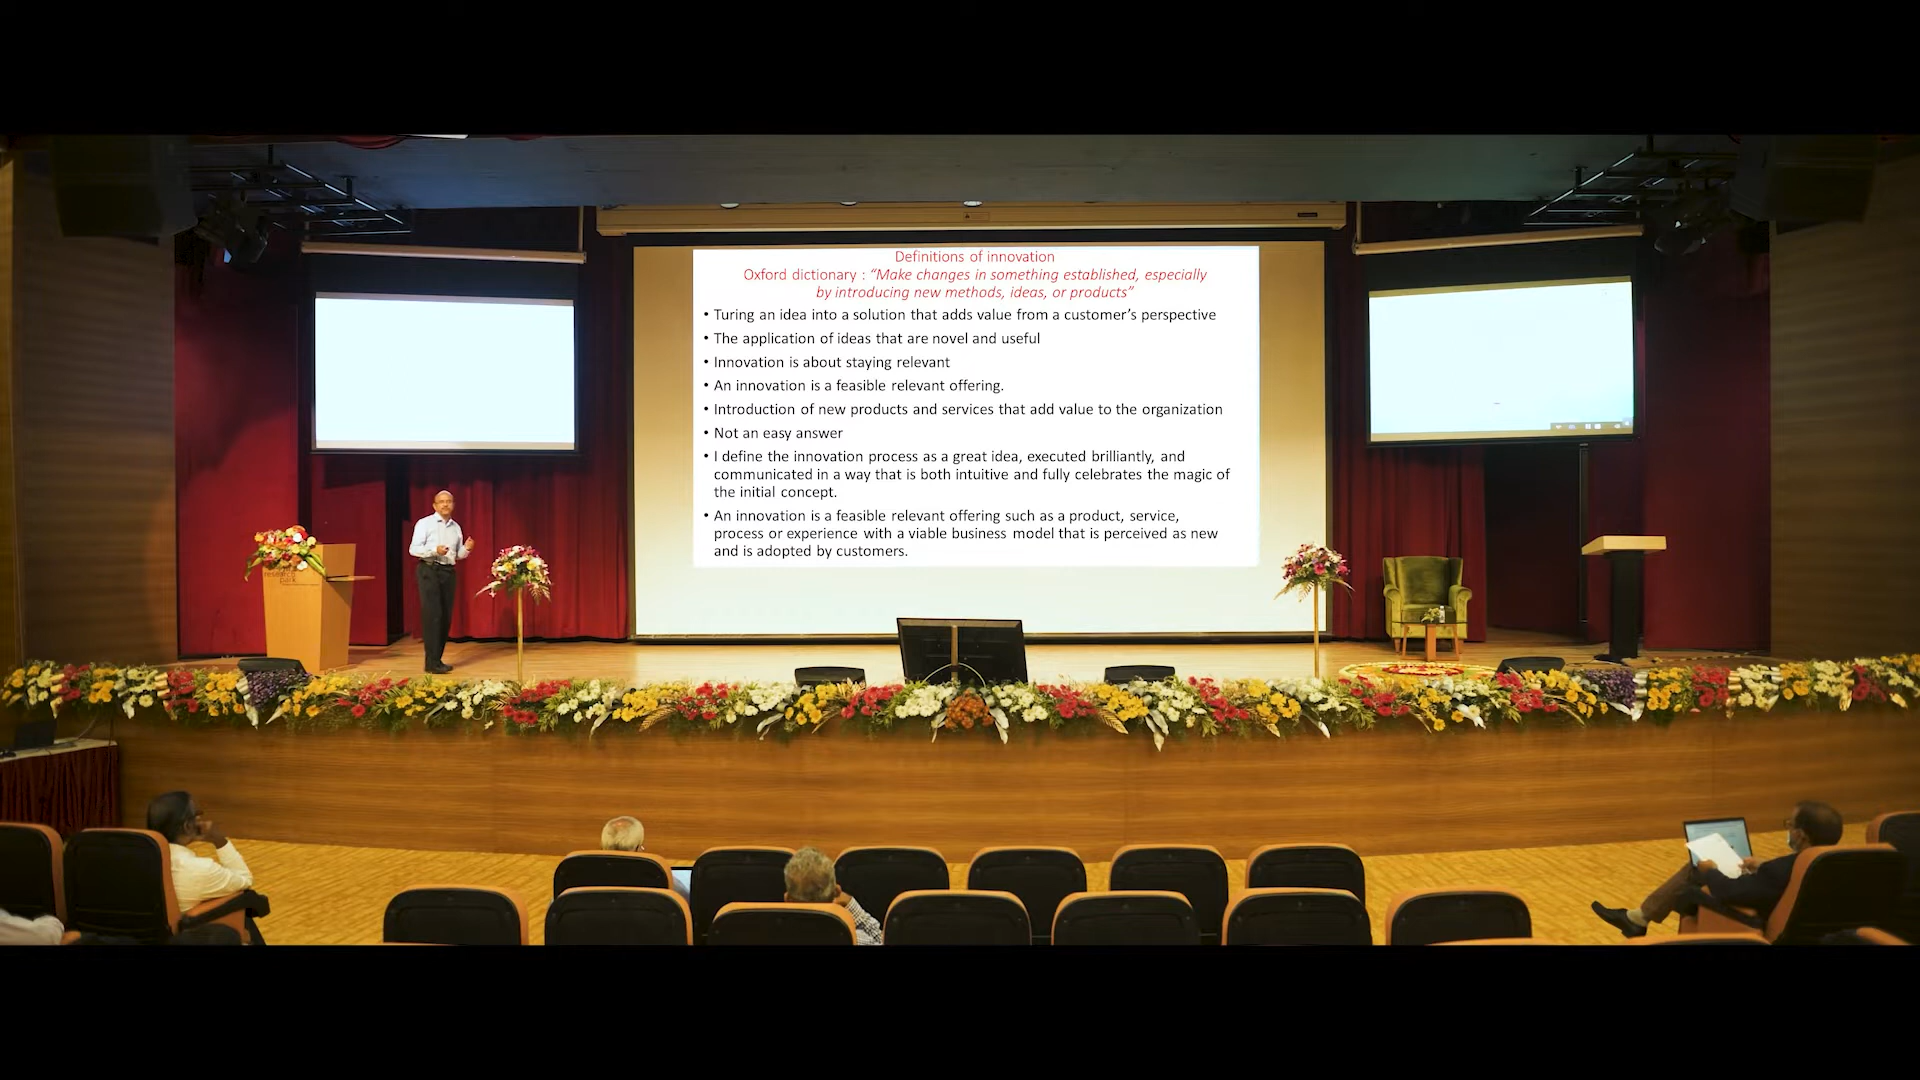 Definitions of innovation
Oxford dictionary : “Make changes in something established, especially
by introducing new methods, ideas, or products”
• Turing an idea into a solution that adds value from a customer’s perspective
• The application of ideas that are novel and useful
• Innovation is about staying relevant
• An innovation is a feasible relevant offering.
• Introduction of new products and services that add value to the organization
• Not an easy answer
• I define the innovation process as a great idea, executed brilliantly, and
communicated in a way that is both intuitive and fully celebrates the magic of
the initial concept.
• An innovation is a feasible relevant offering such as a product, service,
process or experience with a viable business model that is perceived as new
and is adopted by customers.
research
park